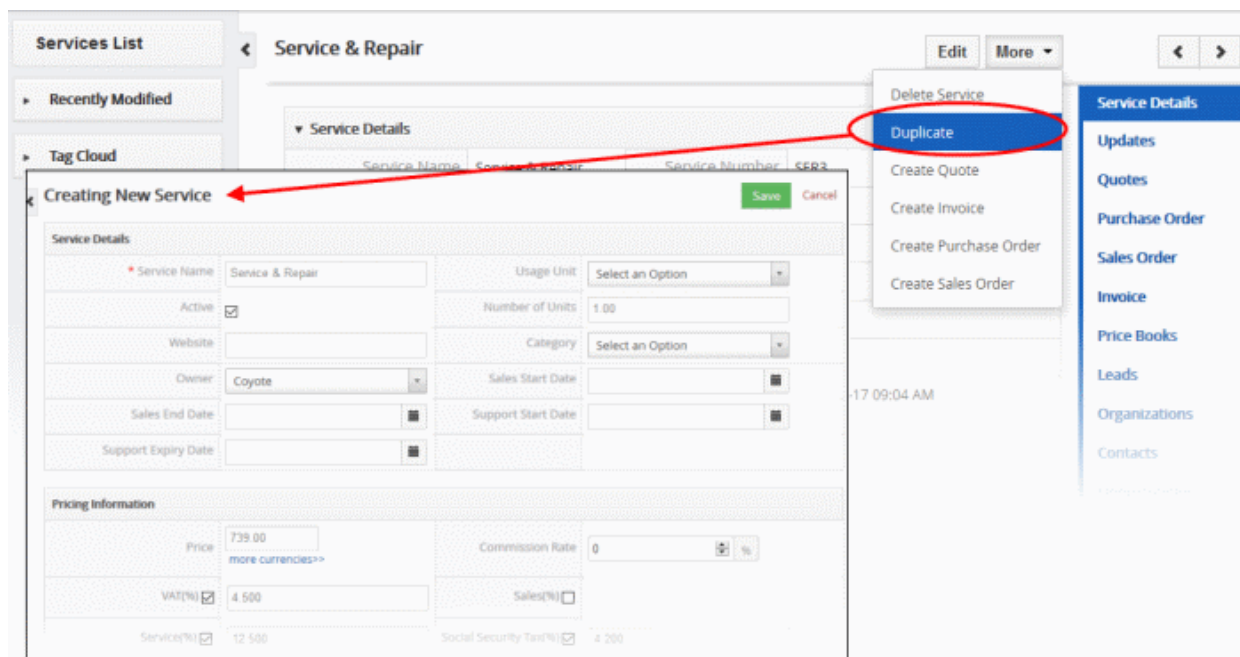 Services List
Service & Repair
Edit
More
Recently Modified
Tag Cloud
Service Details
Service Name Service & Repair Service Number SER3
Delete Service
Duplicate
Create Quote
Create Invoice
Create Purchase Order
Create Sales Order
Service Details
Updates
Quotes
Purchase Order
Sales Order
Invoice
Price Books
Leads
Organizations
Contacts
-17 09:04 AM
Creating New Service
Save Cancel
Service Details
* Service Name Service & Repair Usage Unit Select an Option
Active Number of Units 1.00
Website Category Select an Option
Owner Coyote Sales Start Date
Sales End Date Support Start Date
Support Expiry Date
Pricing Information
Price 739.00 Commission Rate 0 %
more currencies>>
VAT(%) 4.500 Sales(%)
Service(%) 12.500 Social Security Tax(%) 4.200